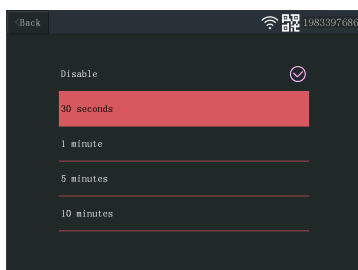 <Back 1983397686
Disable
30 seconds
1 minute
5 minutes
10 minutes